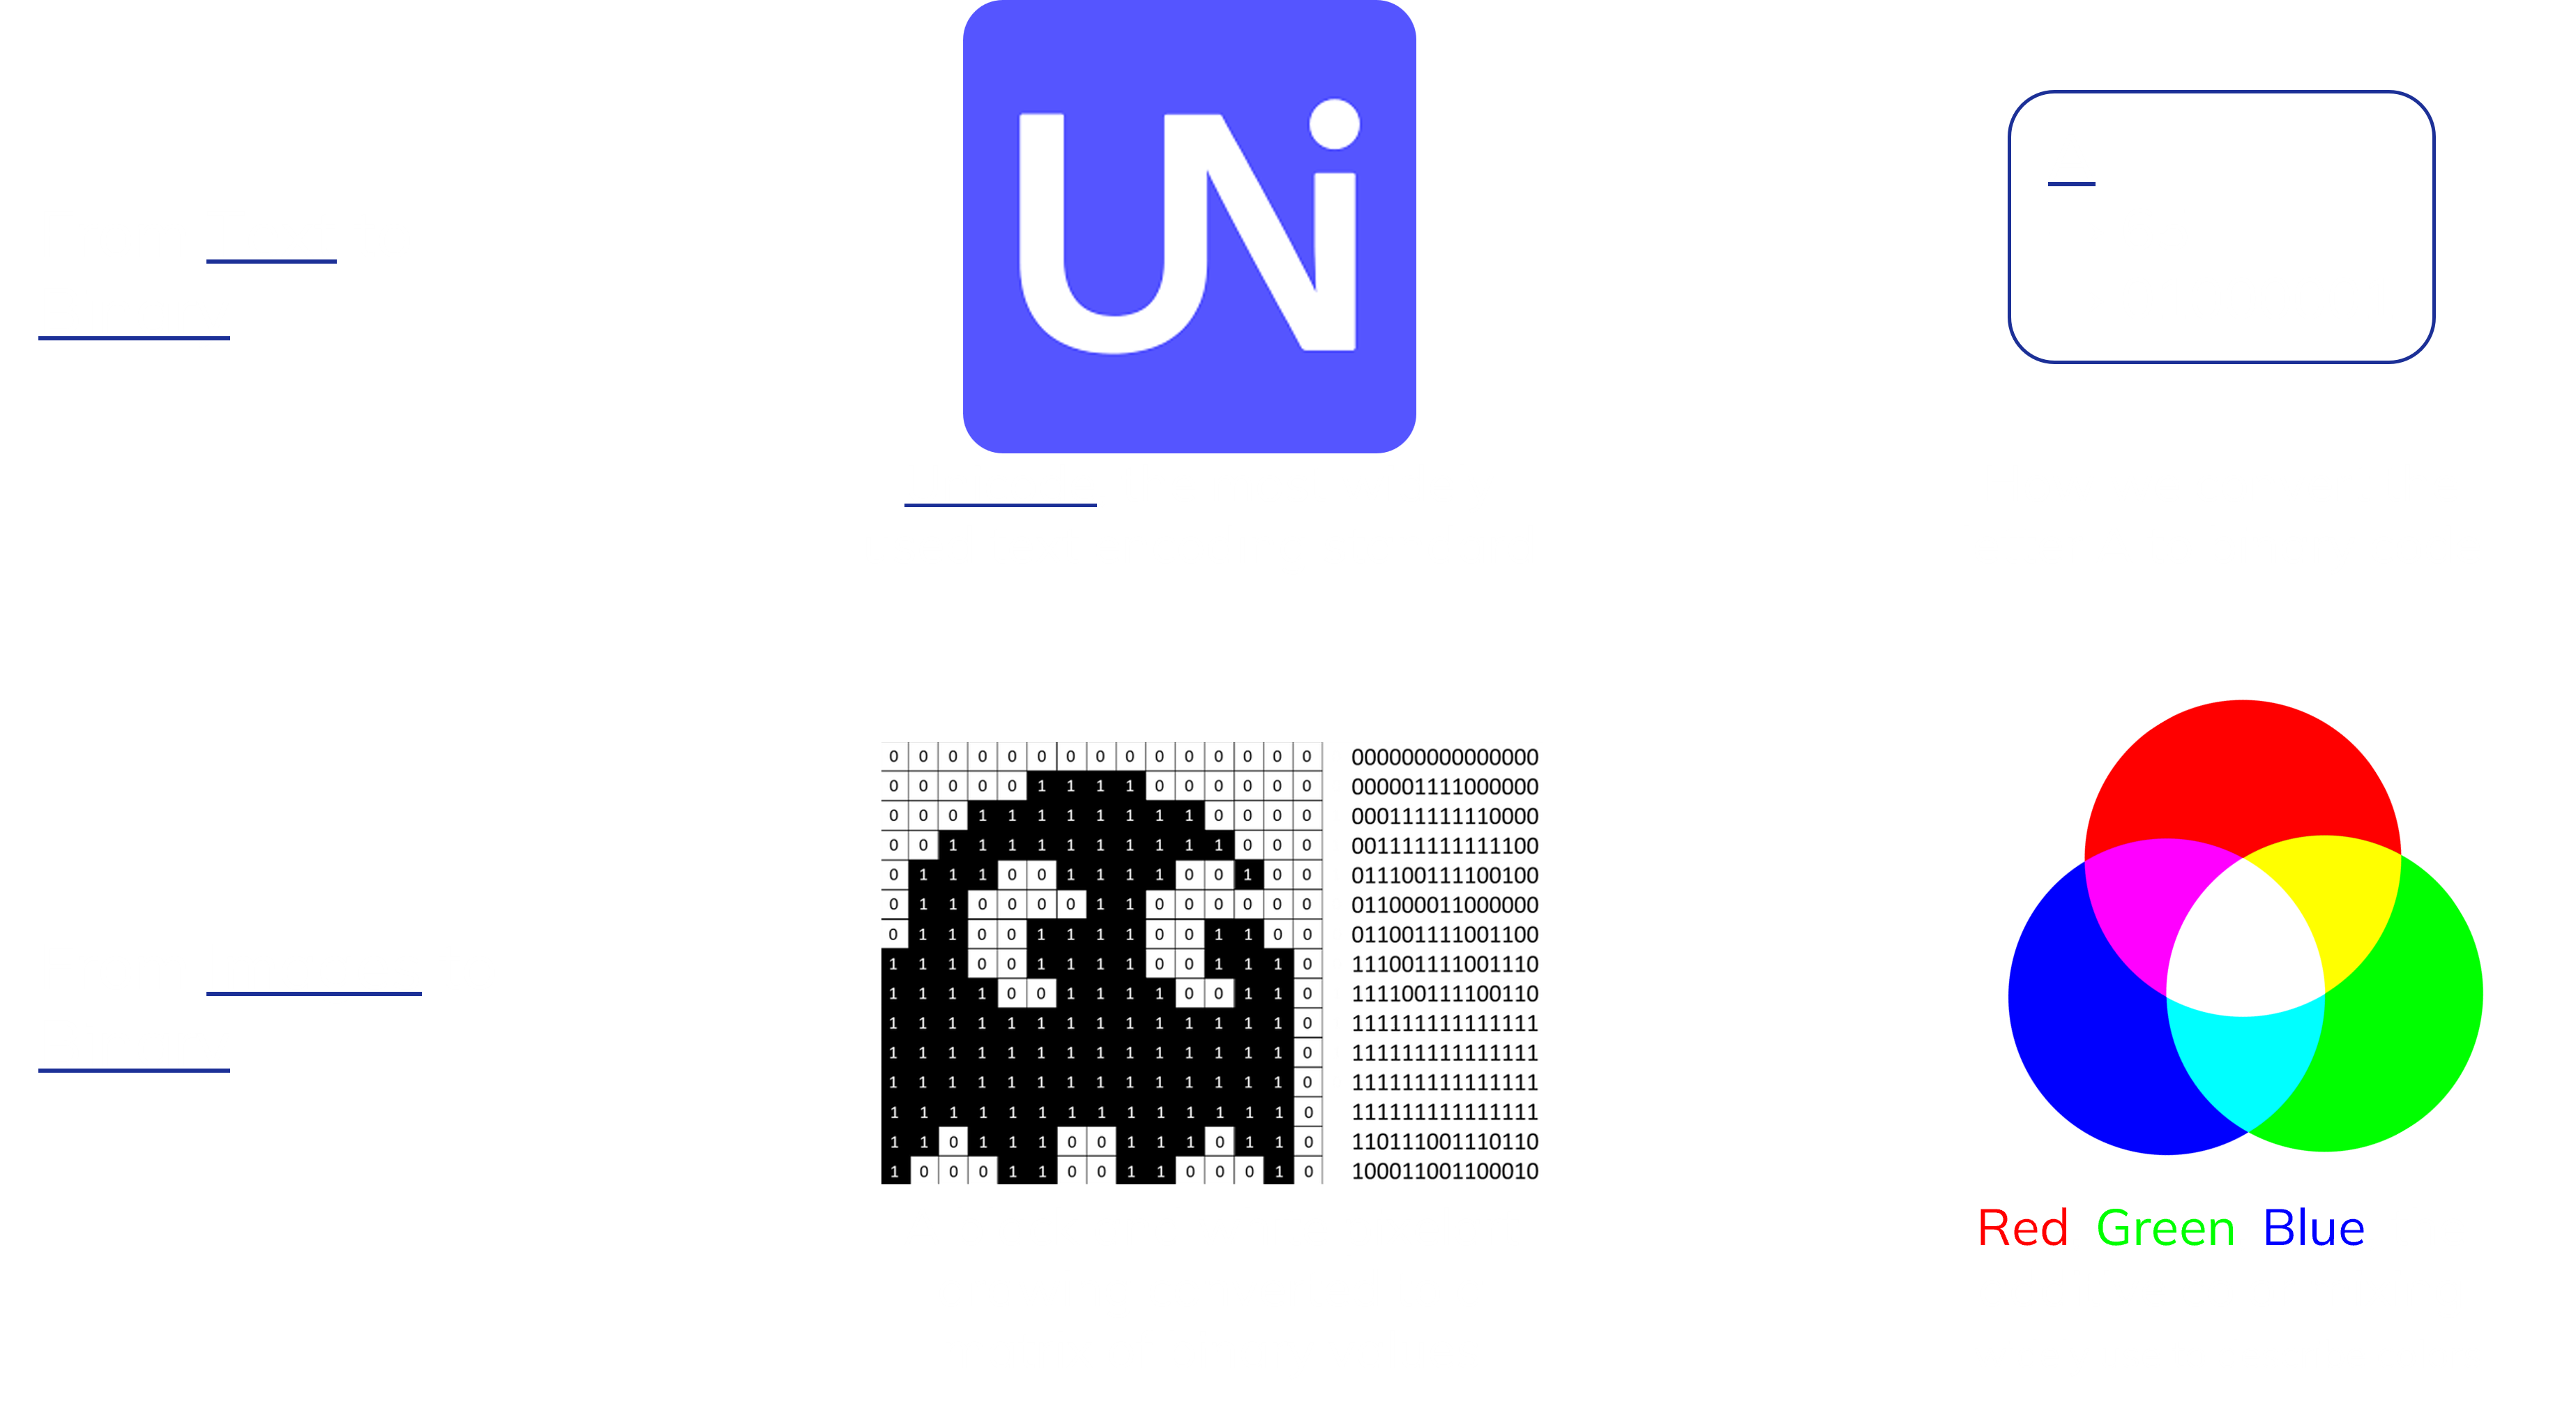 UNi
0 0 0 0 0 0 0 0 0 0 0 0 0 0 0 000000000000000
0 0 0 0 0 1 1 1 1 0 0 0 0 0 0 000001111000000
0 0 0 1 1 1 1 1 1 1 1 0 0 0 0 000111111110000
0 0 1 1 1 1 1 1 1 1 1 1 0 0 0 001111111111100
0 1 1 1 0 0 1 1 1 1 0 0 1 0 0 011100111100100
0 1 1 0 0 0 0 1 1 0 0 0 0 0 0 011000011000000
0 1 1 0 0 1 1 1 1 0 0 1 1 0 0 011001111001100
1 1 1 0 0 1 1 1 1 0 0 1 1 1 0 111001111001110
1 1 1 1 0 0 1 1 1 1 0 0 1 1 0 111100111100110
1 1 1 1 1 1 1 1 1 1 1 1 1 1 0 111111111111111
1 1 1 1 1 1 1 1 1 1 1 1 1 1 0 111111111111111
1 1 1 1 1 1 1 1 1 1 1 1 1 1 0 111111111111111
1 1 1 1 1 1 1 1 1 1 1 1 1 1 0 111111111111111
1 1 0 1 1 1 0 0 1 1 1 0 1 1 0 110111001110110
1 0 0 0 1 1 0 0 1 1 0 0 0 1 0 100011001100010
Red Green Blue